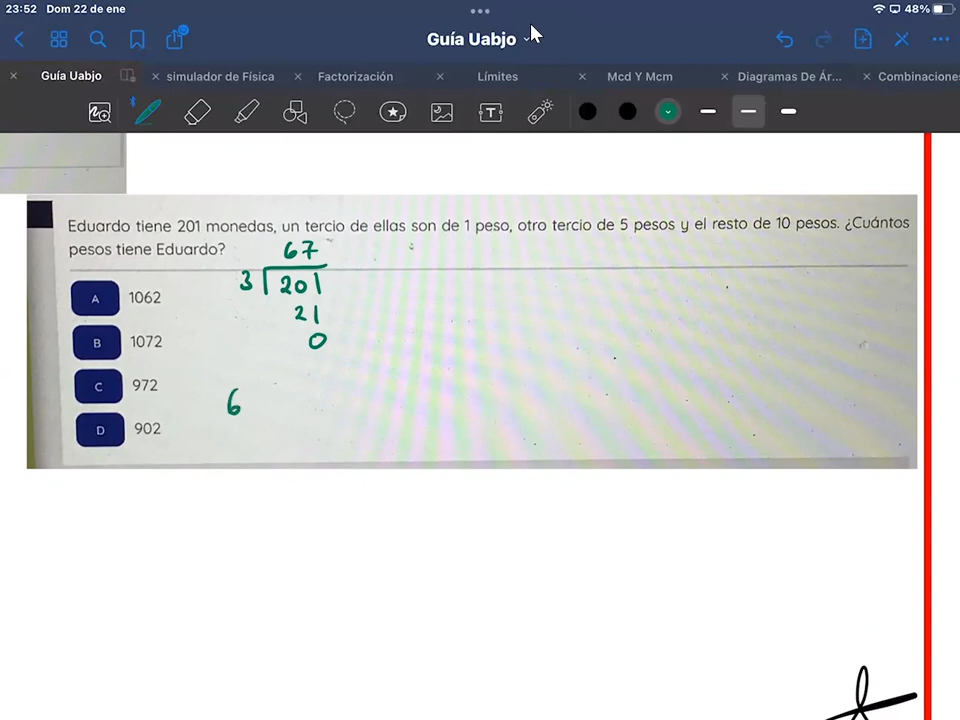 23:52 Dom 22 de ene 48%
Guía Uabjo
Guía Uabjo simulador de Física Factorización Límites Mcd Y Mcm Diagramas De Ár... Combinacione
T
Eduardo tiene 201 monedas, un tercio de ellas son de 1 peso, otro tercio de 5 pesos y el resto de 10 pesos. ¿Cuántos
pesos tiene Eduardo?
67
3 201
21
0
A 1062
B 1072
C 972
6
D 902